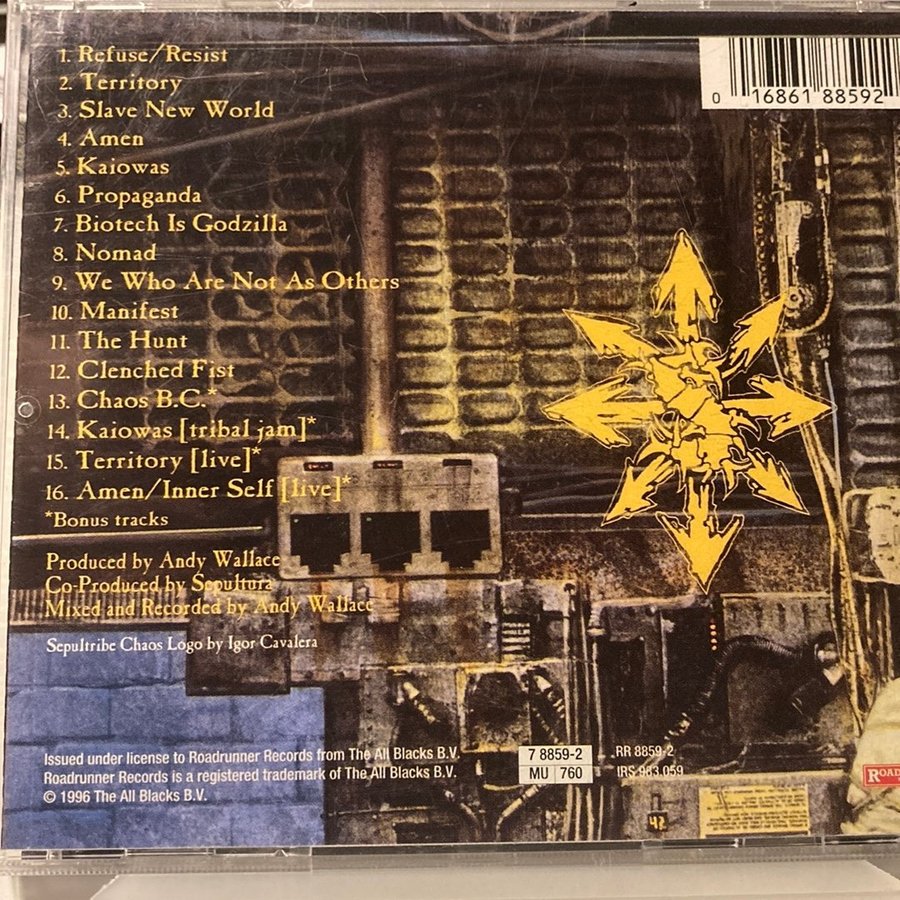 1. Refuse/Resist
2. Territory
3. Slave New World
4. Amen
5. Kaiowas
6. Propaganda
7. Biotech Is Godzilla
8. Nomad
9. We Who Are Not As Others
10. Manifest
11. The Hunt
12. Clenched Fist
13. Chaos B.C.*
14. Kaiowas [tribal jam]*
15. Territory [live]*
16. Amen/Inner Self [live]*
*Bonus tracks
Produced by Andy Wallace
Co-Produced by Sepultura
Mixed and Recorded by Andy Wallace
Sepultribe Chaos Logo by Igor Cavalera
Issued under license to Roadrunner Records from The All Blacks B.V.
Roadrunner Records is a registered trademark of The All Blacks B.V.
© 1996 The All Blacks B.V.
7 8859-2
MU 760
RR 8859-2
IRS 983.059
0 16861 88592